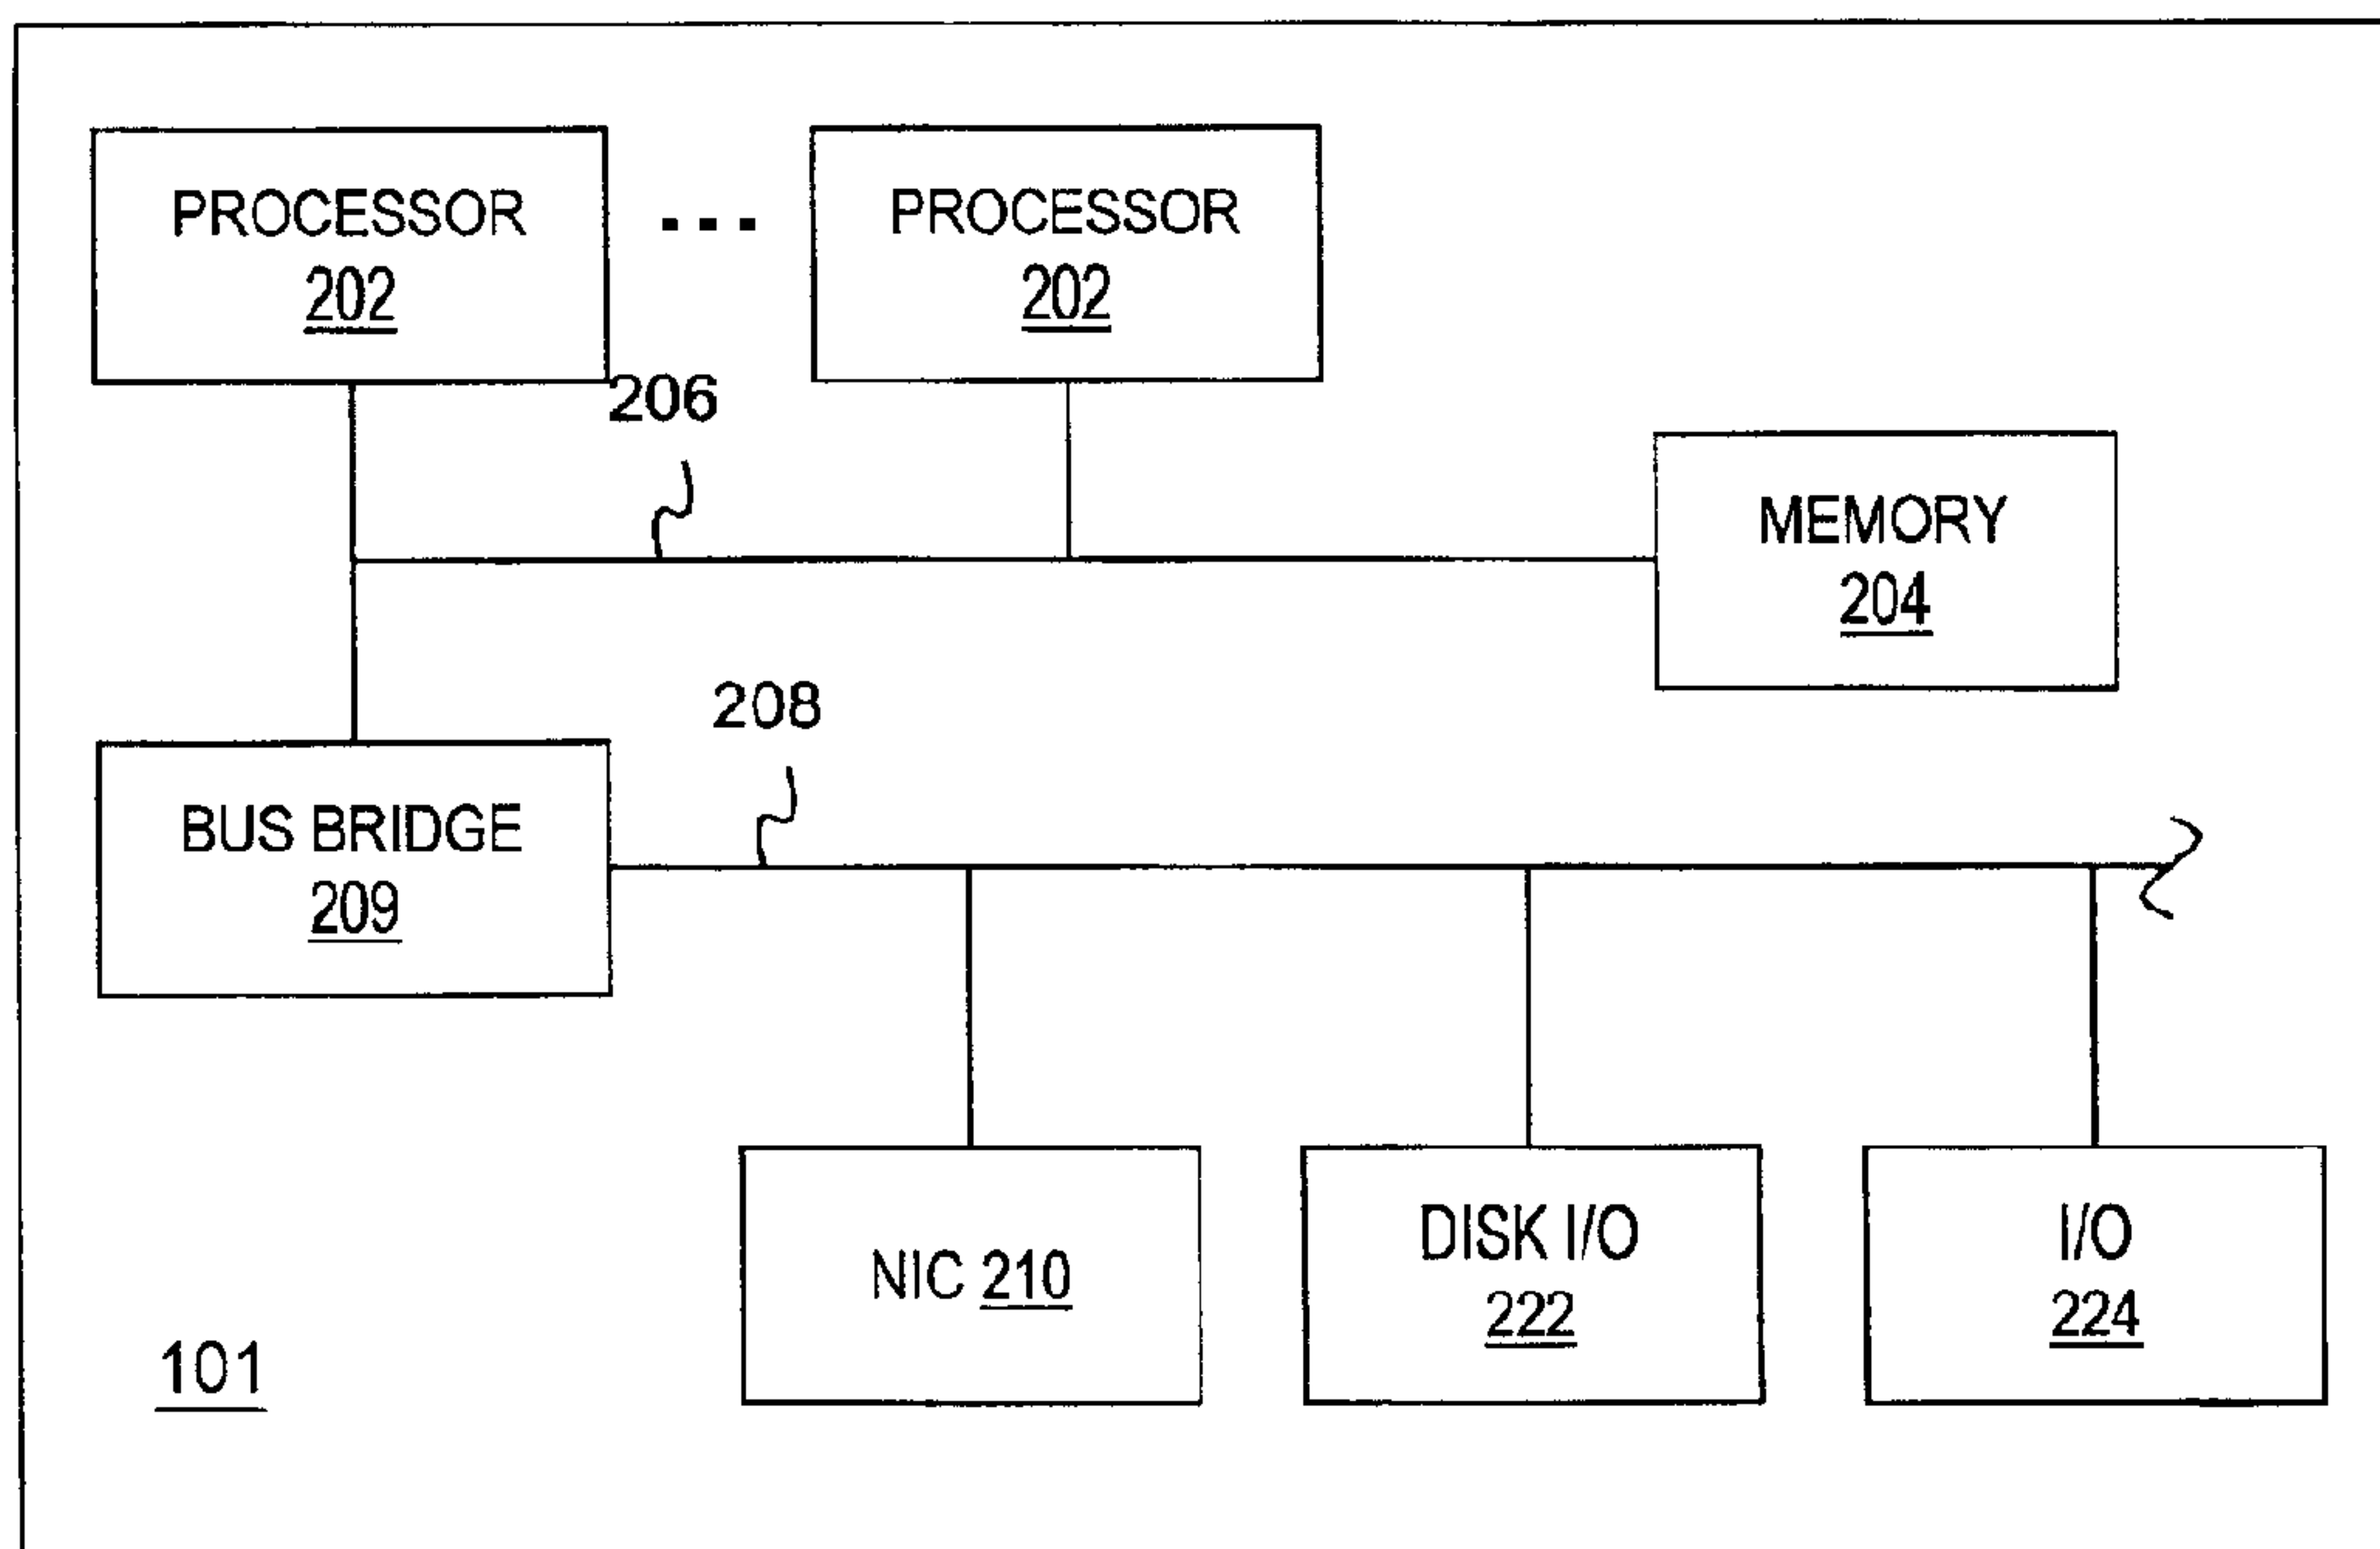 PROCESSOR
202
...
PROCESSOR
202
206
MEMORY
204
208
BUS BRIDGE
209
NIC 210
DISK I/O
222
I/O
224
101